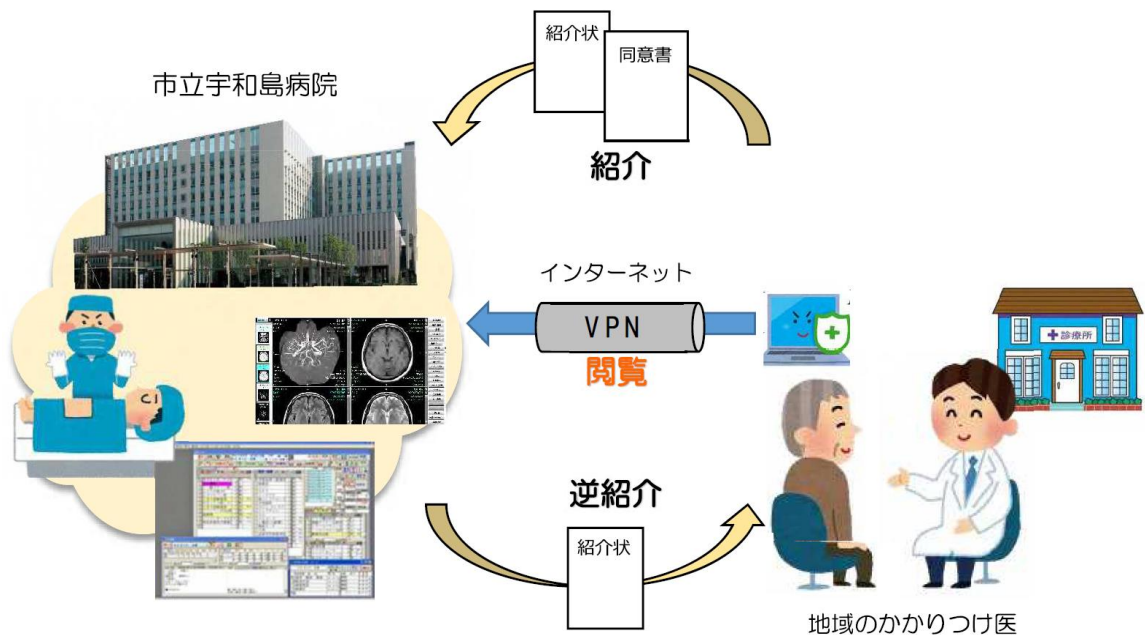 紹介状
同意書
市立宇和島病院
紹介
インターネット
VPN
閲覧
診療所
逆紹介
紹介状
地域のかかりつけ医